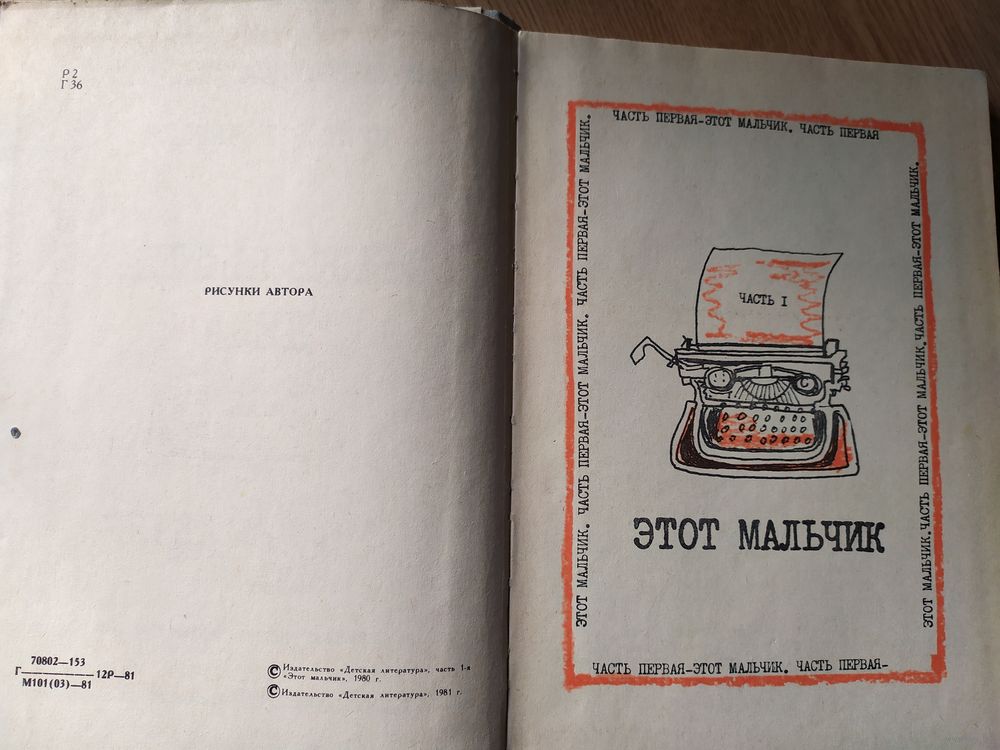 Р2
Г 36
РИСУНКИ АВТОРА
70802—153
Г————— 12Р—81
М101(03)—81
© Издательство «Детская литература», часть 1-я
«Этот мальчик», 1980 г.
© Издательство «Детская литература», 1981 г.
ЧАСТЬ ПЕРВАЯ-ЭТОТ МАЛЬЧИК. ЧАСТЬ ПЕРВАЯ
ЭТОТ МАЛЬЧИК. ЧАСТЬ ПЕРВАЯ-ЭТОТ МАЛЬЧИК. ЧАСТЬ ПЕРВАЯ-ЭТОТ МАЛЬЧИК.
ЧАСТЬ I
ЭТОТ МАЛЬЧИК
ЭТОТ МАЛЬЧИК.ЧАСТЬ ПЕРВАЯ-ЭТОТ МАЛЬЧИК.ЧАСТЬ ПЕРВАЯ-ЭТОТ МАЛЬЧИК.
ЧАСТЬ ПЕРВАЯ-ЭТОТ МАЛЬЧИК. ЧАСТЬ ПЕРВАЯ-